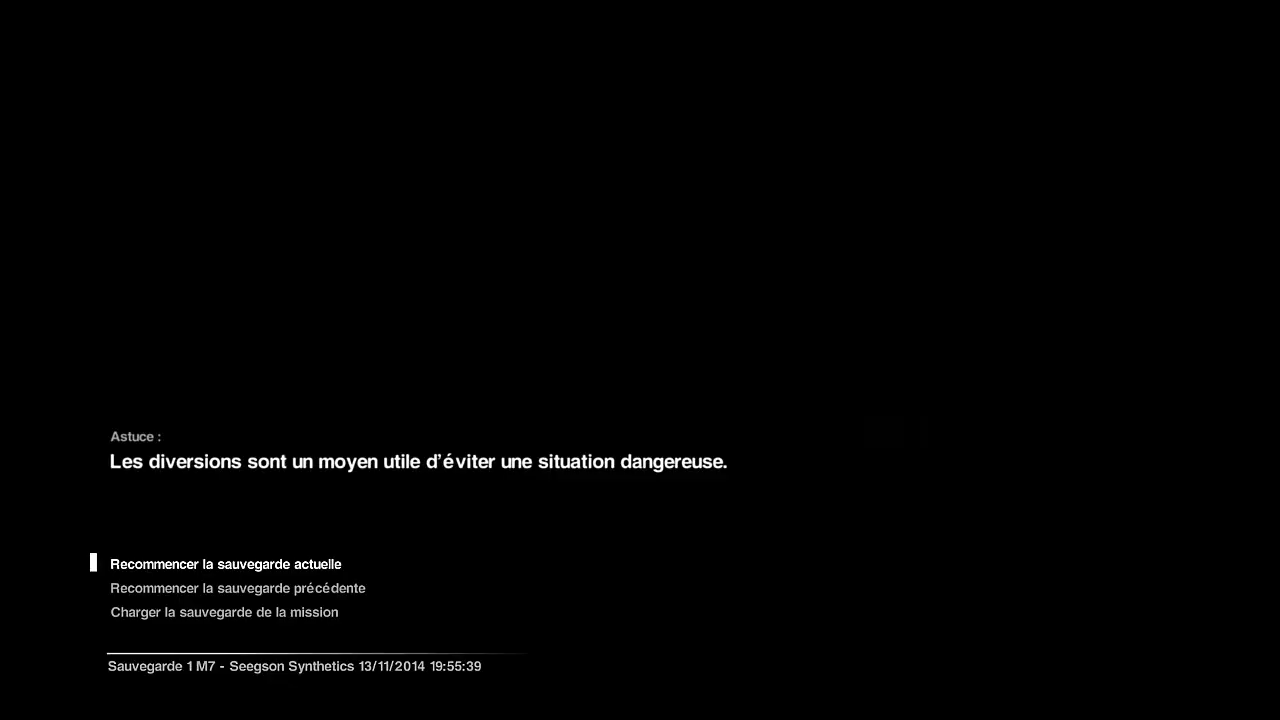 Astuce :
Les diversions sont un moyen utile d’éviter une situation dangereuse.
Recommencer la sauvegarde actuelle
Recommencer la sauvegarde précédente
Charger la sauvegarde de la mission
Sauvegarde 1 M7 - Seegson Synthetics 13/11/2014 19:55:39